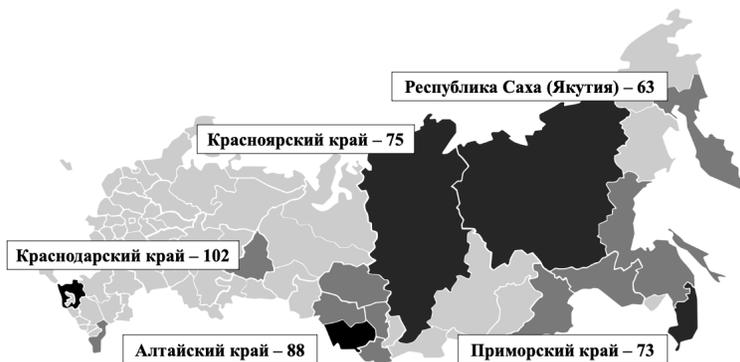 Республика Саха (Якутия) – 63
Красноярский край – 75
Краснодарский край – 102
Алтайский край – 88
Приморский край – 73